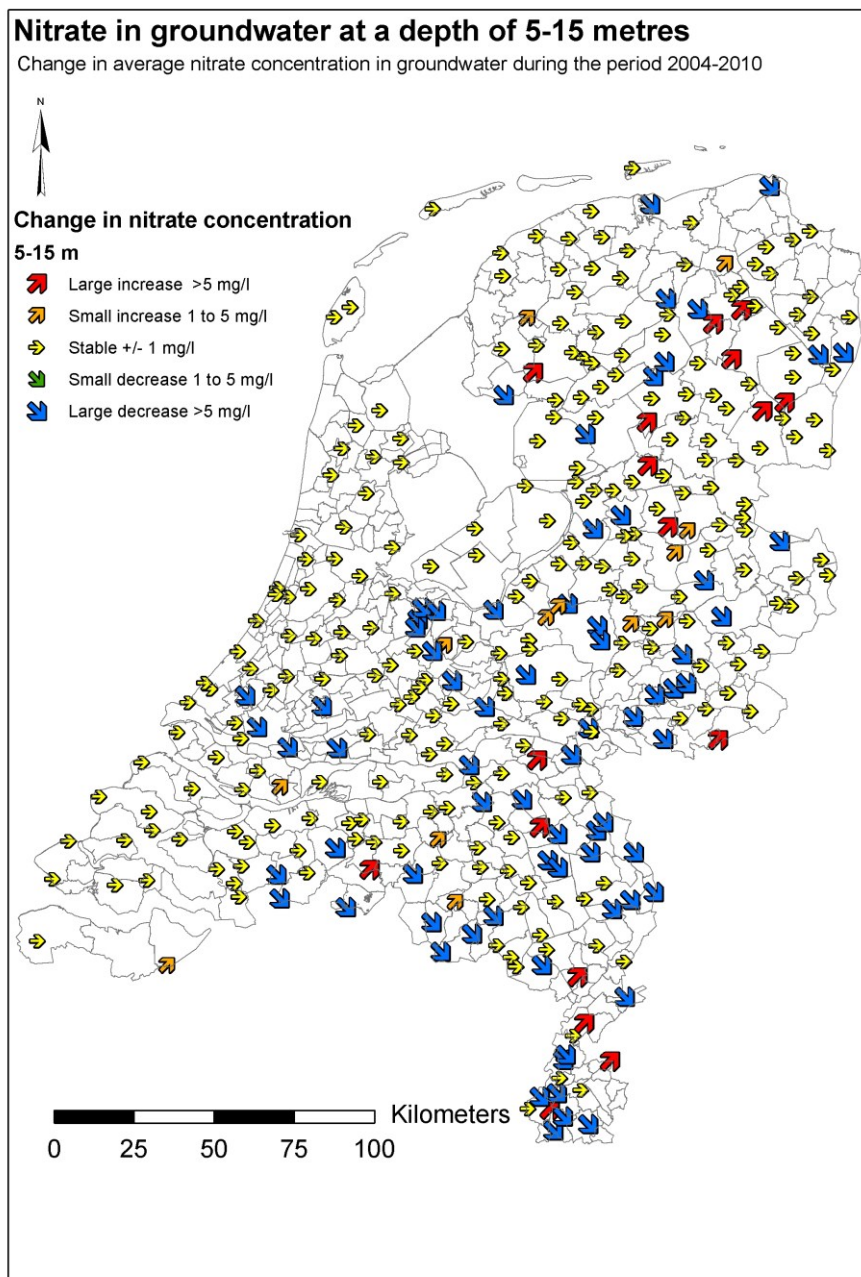 Nitrate in groundwater at a depth of 5-15 metres
Change in average nitrate concentration in groundwater during the period 2004-2010
N
Change in nitrate concentration
5-15 m
Large increase >5 mg/l
Small increase 1 to 5 mg/l
Stable +/- 1 mg/l
Small decrease 1 to 5 mg/l
Large decrease >5 mg/l
Kilometers
0 25 50 75 100